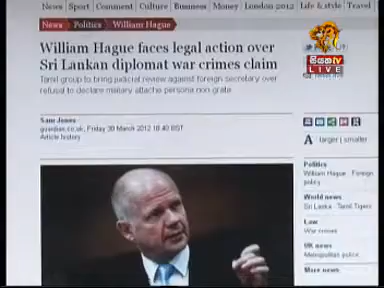 News Sport Comment Culture Business Money London 2012 Life & style Travel
News Politics William Hague
William Hague faces legal action over
Sri Lankan diplomat war crimes claim
Tamil group to bring judicial review against foreign secretary over
refusal to declare military attache persona non grata
LIVE
Sam Jones
guardian.co.uk, Friday 30 March 2012 18.40 BST
Article history
A larger | smaller
Politics
William Hague · Foreign
policy
World news
Sri Lanka · Tamil Tigers
Law
War crimes
UK news
Metropolitan police
More news